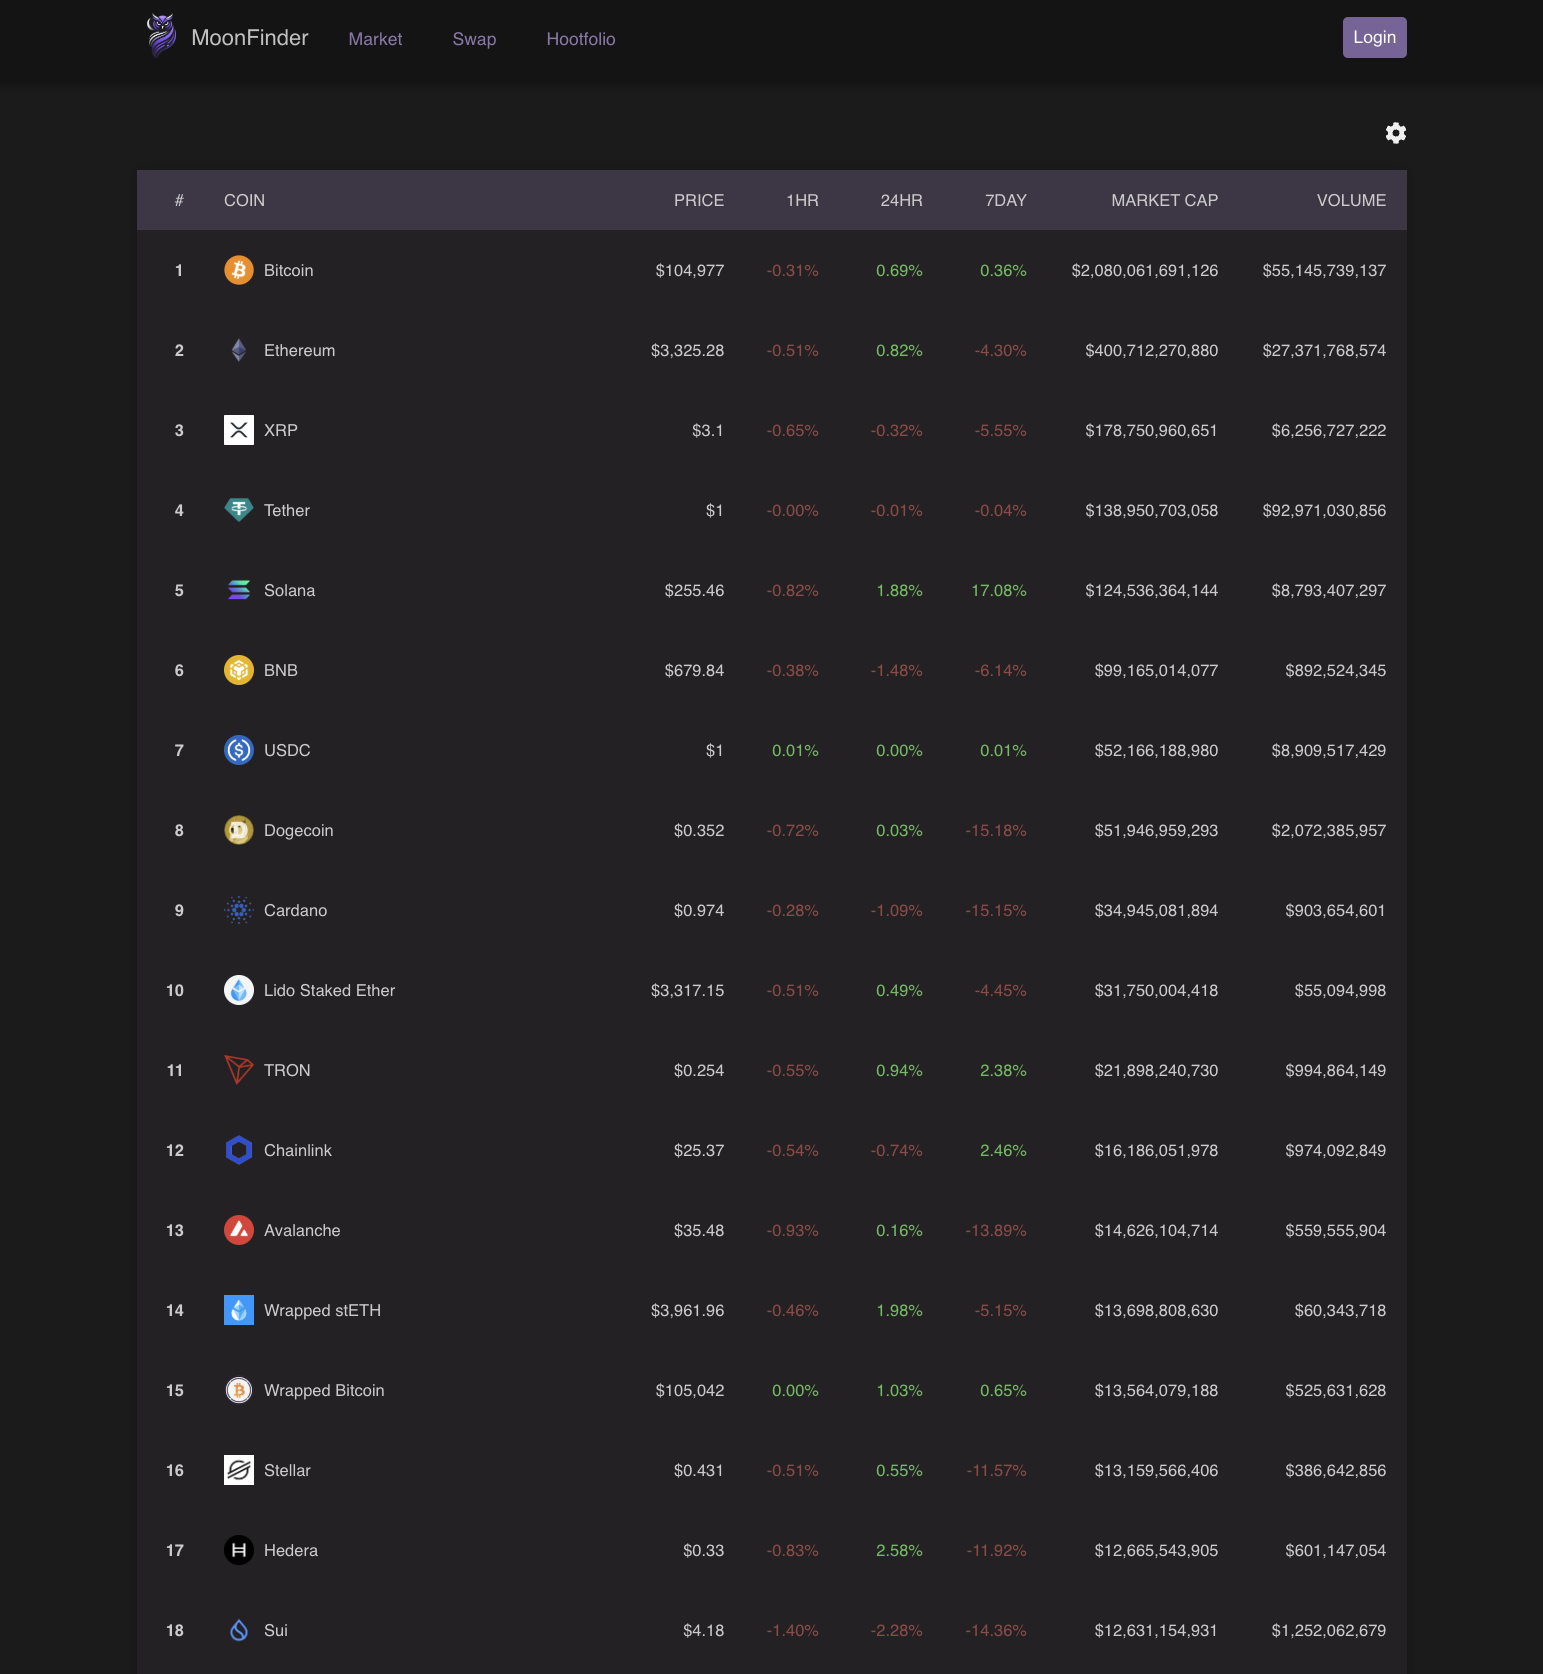 MoonFinder Market Swap Hootfolio Login
# COIN PRICE 1HR 24HR 7DAY MARKET CAP VOLUME
1 Bitcoin $104,977 -0.31% 0.69% 0.36% $2,080,061,691,126 $55,145,739,137
2 Ethereum $3,325.28 -0.51% 0.82% -4.30% $400,712,270,880 $27,371,768,574
3 XRP $3.1 -0.65% -0.32% -5.55% $178,750,960,651 $6,256,727,222
4 Tether $1 -0.00% -0.01% -0.04% $138,950,703,058 $92,971,030,856
5 Solana $255.46 -0.82% 1.88% 17.08% $124,536,364,144 $8,793,407,297
6 BNB $679.84 -0.38% -1.48% -6.14% $99,165,014,077 $892,524,345
7 USDC $1 0.01% 0.00% 0.01% $52,166,188,980 $8,909,517,429
8 Dogecoin $0.352 -0.72% 0.03% -15.18% $51,946,959,293 $2,072,385,957
9 Cardano $0.974 -0.28% -1.09% -15.15% $34,945,081,894 $903,654,601
10 Lido Staked Ether $3,317.15 -0.51% 0.49% -4.45% $31,750,004,418 $55,094,998
11 TRON $0.254 -0.55% 0.94% 2.38% $21,898,240,730 $994,864,149
12 Chainlink $25.37 -0.54% -0.74% 2.46% $16,186,051,978 $974,092,849
13 Avalanche $35.48 -0.93% 0.16% -13.89% $14,626,104,714 $559,555,904
14 Wrapped stETH $3,961.96 -0.46% 1.98% -5.15% $13,698,808,630 $60,343,718
15 Wrapped Bitcoin $105,042 0.00% 1.03% 0.65% $13,564,079,188 $525,631,628
16 Stellar $0.431 -0.51% 0.55% -11.57% $13,159,566,406 $386,642,856
17 Hedera $0.33 -0.83% 2.58% -11.92% $12,665,543,905 $601,147,054
18 Sui $4.18 -1.40% -2.28% -14.36% $12,631,154,931 $1,252,062,679